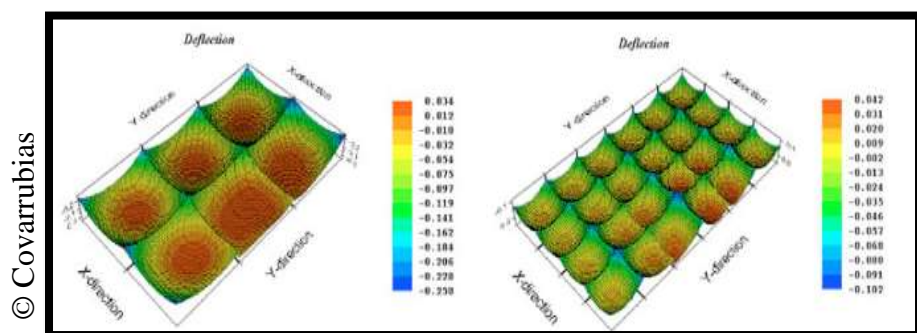 © Covarrubias
Deflection
X-direction
Y-direction
0.034
0.012
-0.010
-0.032
-0.054
-0.075
-0.097
-0.119
-0.141
-0.162
-0.184
-0.206
-0.228
-0.250
X-direction
Y-direction
Deflection
X-direction
Y-direction
0.042
0.031
0.020
0.009
-0.002
-0.013
-0.024
-0.035
-0.046
-0.057
-0.068
-0.080
-0.091
-0.102
X-direction
Y-direction